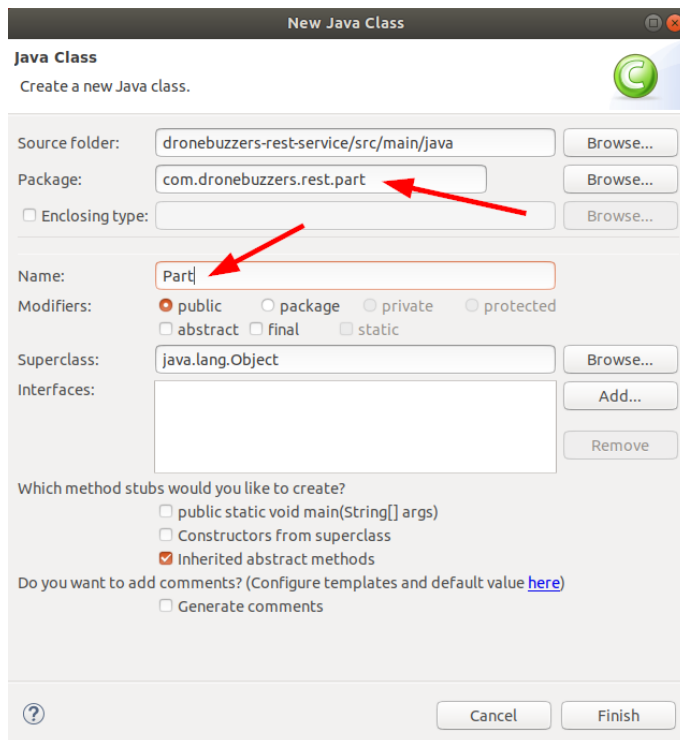 New Java Class
Java Class
Create a new Java class.
C
Source folder: dronebuzzers-rest-service/src/main/java Browse...
Package: com.dronebuzzers.rest.part Browse...
Enclosing type: Browse...
Name: Part
Modifiers: public package private protected
abstract final static
Superclass: java.lang.Object Browse...
Interfaces: Add...
Remove
Which method stubs would you like to create?
public static void main(String[] args)
Constructors from superclass
Inherited abstract methods
Do you want to add comments? (Configure templates and default value here)
Generate comments
? Cancel Finish